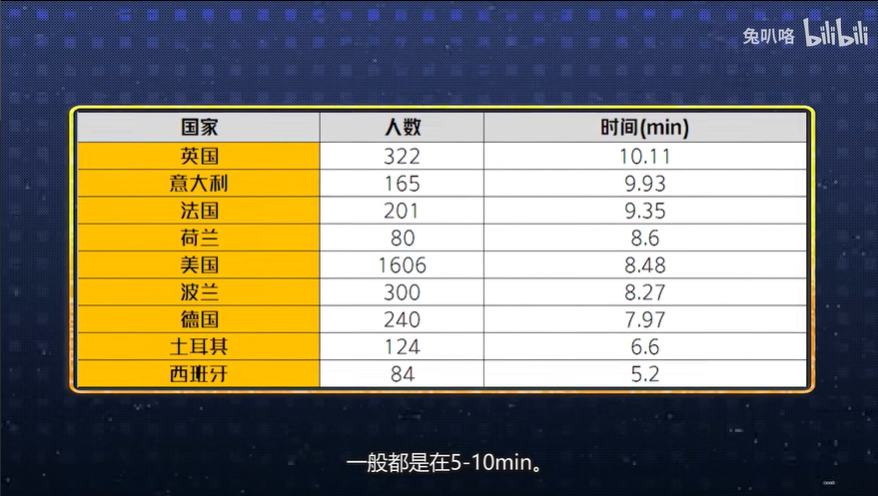 兔叭咯 bilibili
国家 人数 时间(min)
英国 322 10.11
意大利 165 9.93
法国 201 9.35
荷兰 80 8.6
美国 1606 8.48
波兰 300 8.27
德国 240 7.97
土耳其 124 6.6
西班牙 84 5.2
一般都是在5-10min。